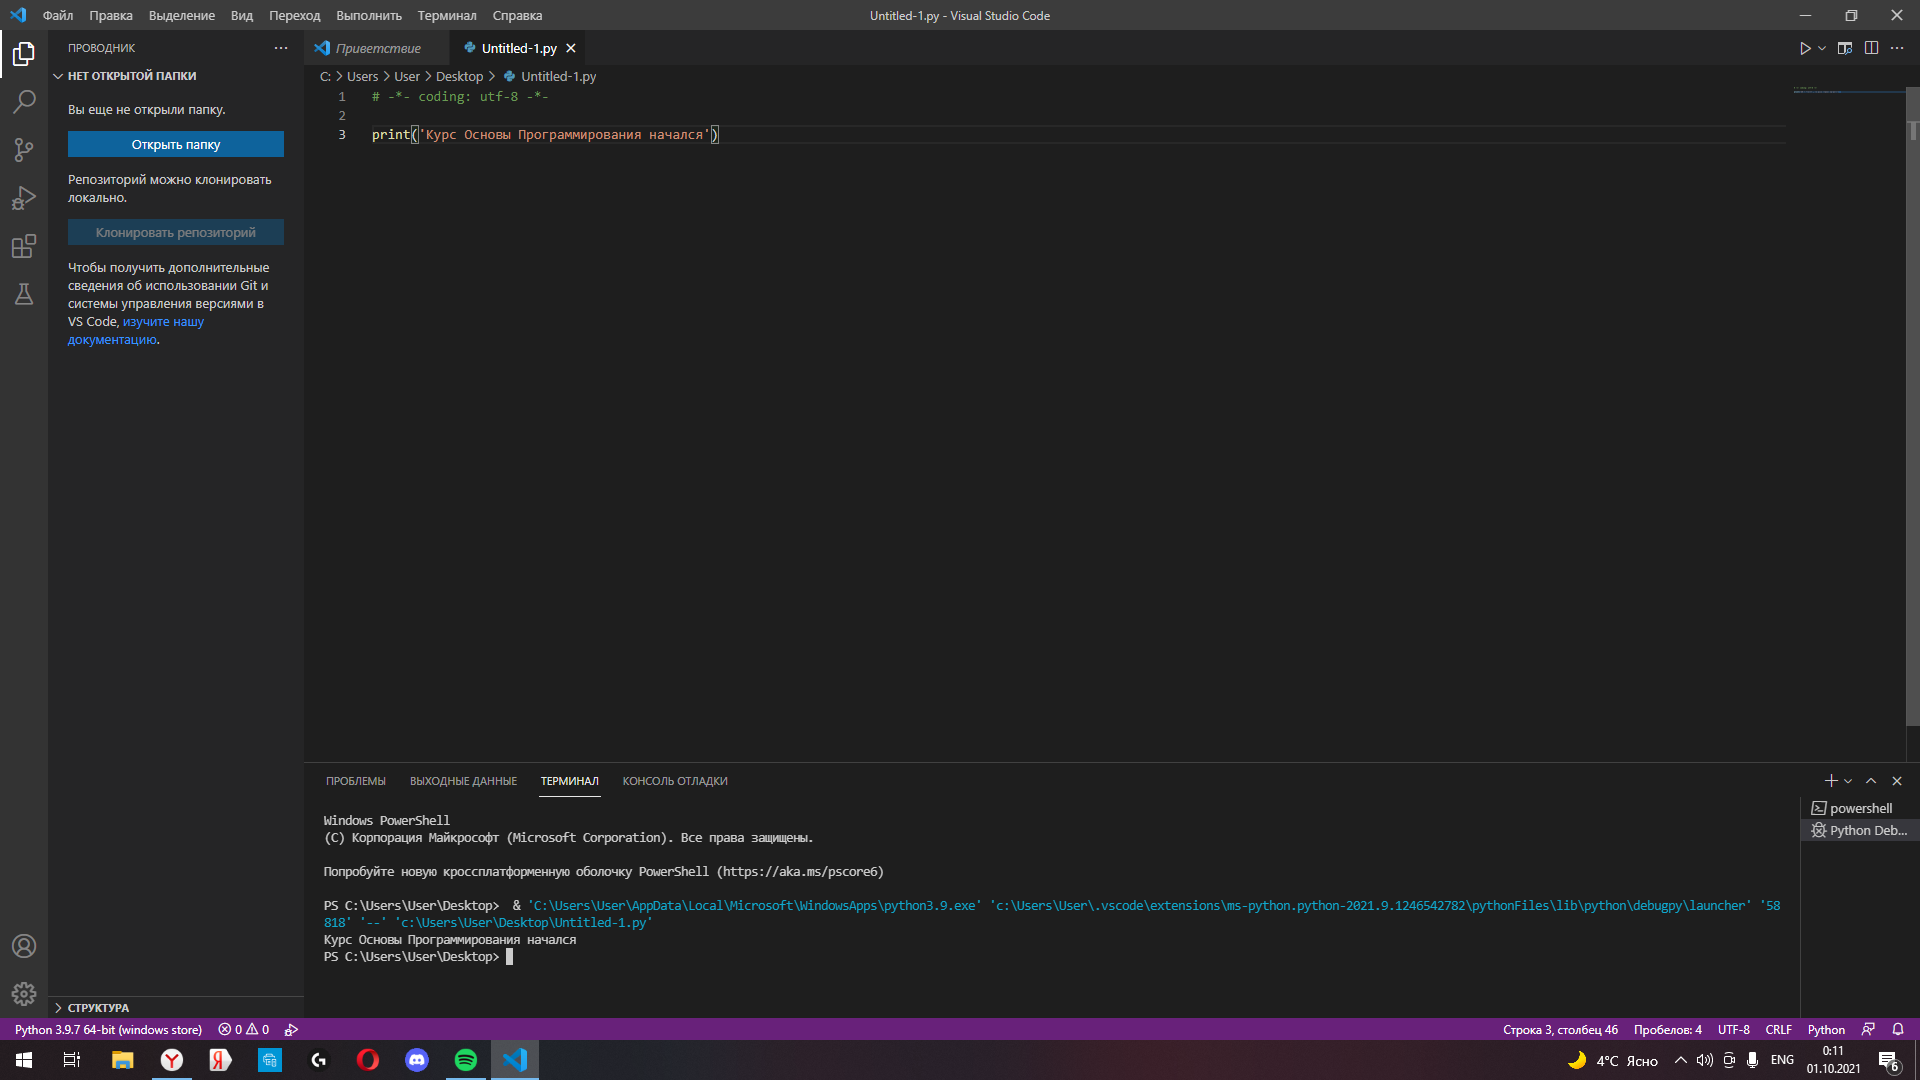 Файл Правка Выделение Вид Переход Выполнить Терминал Справка
Untitled-1.py - Visual Studio Code
ПРОВОДНИК
НЕТ ОТКРЫТОЙ ПАПКИ
Вы еще не открыли папку.
Открыть папку
Репозиторий можно клонировать
локально.
Клонировать репозиторий
Чтобы получить дополнительные
сведения об использовании Git и
системы управления версиями в
VS Code, изучите нашу
документацию.
СТРУКТУРА
Приветствие
Untitled-1.py
C: > Users > User > Desktop > Untitled-1.py
1 # -*- coding: utf-8 -*-
2
3 print('Курс Основы Программирования начался')
ПРОБЛЕМЫ ВЫХОДНЫЕ ДАННЫЕ ТЕРМИНАЛ КОНСОЛЬ ОТЛАДКИ
Windows PowerShell
(C) Корпорация Майкрософт (Microsoft Corporation). Все права защищены.
Попробуйте новую кроссплатформенную оболочку PowerShell (https://aka.ms/pscore6)
PS C:\Users\User\Desktop>  & 'C:\Users\User\AppData\Local\Microsoft\WindowsApps\python3.9.exe' 'c:\Users\User\.vscode\extensions\ms-python.python-2021.9.1246542782\pythonFiles\lib\python\debugpy\launcher' '58
818' '--' 'c:\Users\User\Desktop\Untitled-1.py'
Курс Основы Программирования начался
PS C:\Users\User\Desktop>
powershell
Python Deb...
Python 3.9.7 64-bit (windows store) 0 0
Строка 3, столбец 46 Пробелов: 4 UTF-8 CRLF Python
4°C Ясно ENG
0:11
01.10.2021
6